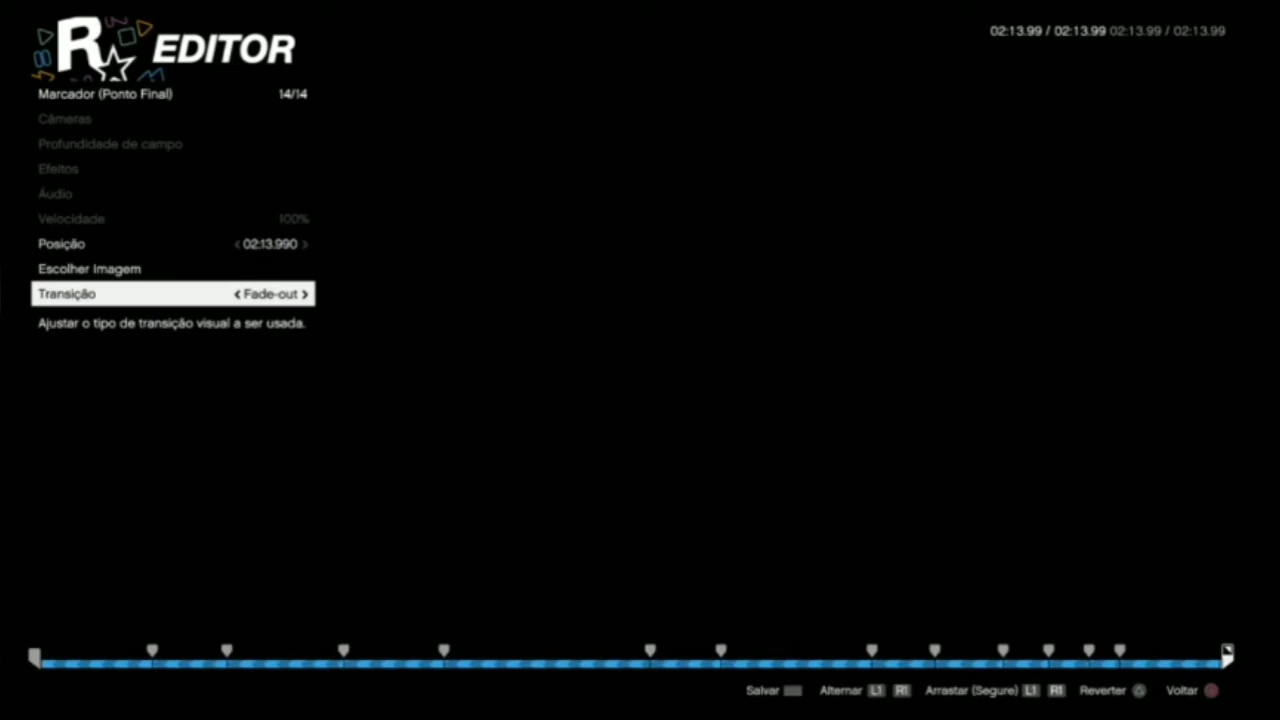 R EDITOR
02:13.99 / 02:13.99 02:13.99 / 02:13.99
Marcador (Ponto Final) 14/14
Câmeras
Profundidade de campo
Efeitos
Áudio
Velocidade 100%
Posição < 02:13.990 >
Escolher Imagem
Transição < Fade-out >
Ajustar o tipo de transição visual a ser usada.
Salvar Alternar L1 R1 Arrastar (Segure) L1 R1 Reverter Voltar